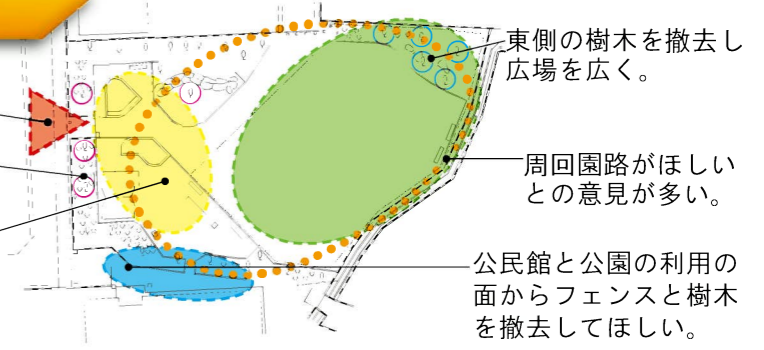 東側の樹木を撤去し
広場を広く。
周回園路がほしい
との意見が多い。
公民館と公園の利用の
面からフェンスと樹木
を撤去してほしい。